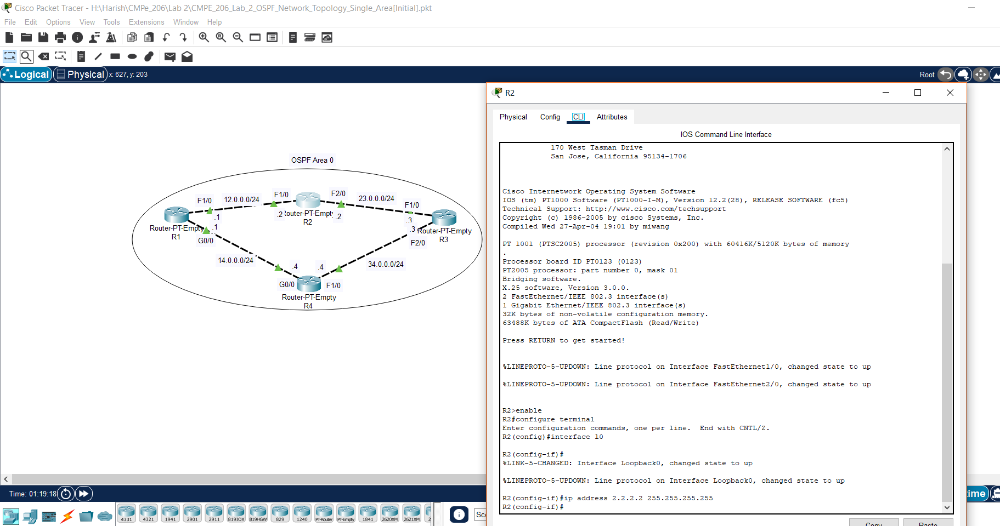 Cisco Packet Tracer - H:\Harish\CMPe_206\Lab 2\CMPE_206_Lab_2_OSPF_Network_Topology_Single_Area[Initial].pkt
File Edit Options View Tools Extensions Window Help
Logical Physical x: 627, y: 203 Root
OSPF Area 0
F1/0 12.0.0.0/24 F1/0 F2/0 23.0.0.0/24 F1/0
.1 .2 Router-PT-Empty .2 .3
R2
Router-PT-Empty .1 .3 Router-PT-Empty
R1 G0/0 F2/0 R3
14.0.0.0/24 .4 .4 34.0.0.0/24
G0/0 F1/0
Router-PT-Empty
R4
R2
Physical Config CLI Attributes
IOS Command Line Interface
170 West Tasman Drive
San Jose, California 95134-1706
Cisco Internetwork Operating System Software
IOS (tm) PT1000 Software (PT1000-I-M), Version 12.2(28), RELEASE SOFTWARE (fc5)
Technical Support: http://www.cisco.com/techsupport
Copyright (c) 1986-2005 by cisco Systems, Inc.
Compiled Wed 27-Apr-04 19:01 by miwang
PT 1001 (PTSC2005) processor (revision 0x200) with 60416K/5120K bytes of memory
.
Processor board ID PT0123 (0123)
PT2005 processor: part number 0, mask 01
Bridging software.
X.25 software, Version 3.0.0.
2 FastEthernet/IEEE 802.3 interface(s)
1 Gigabit Ethernet/IEEE 802.3 interface(s)
32K bytes of non-volatile configuration memory.
63488K bytes of ATA CompactFlash (Read/Write)
Press RETURN to get started!
%LINEPROTO-5-UPDOWN: Line protocol on Interface FastEthernet1/0, changed state to up
%LINEPROTO-5-UPDOWN: Line protocol on Interface FastEthernet2/0, changed state to up
R2>enable
R2#configure terminal
Enter configuration commands, one per line.  End with CNTL/Z.
R2(config)#interface l0
R2(config-if)#
%LINK-5-CHANGED: Interface Loopback0, changed state to up
%LINEPROTO-5-UPDOWN: Line protocol on Interface Loopback0, changed state to up
R2(config-if)#ip address 2.2.2.2 255.255.255.255
R2(config-if)#
Copy Paste
Time: 01:19:18 ime
4331 4321 1941 2901 2911 819IOX 819HGW 829 1240 PT-Router PT-Empty 1841 2620XM 2621XM 2 Sc